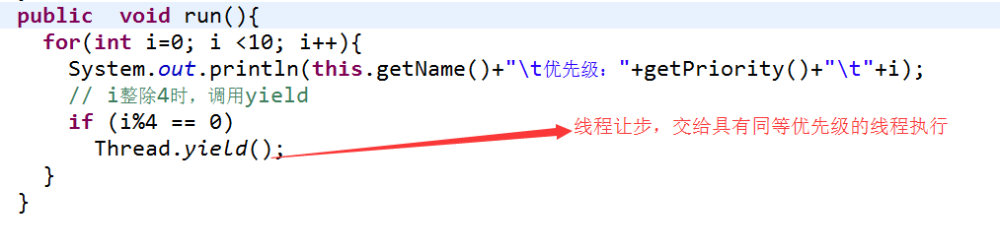 public  void run(){
for(int i=0; i <10; i++){
System.out.println(this.getName()+"\t优先级："+getPriority()+"\t"+i);
// i整除4时，调用yield
if (i%4 == 0)
Thread.yield();
线程让步，交给具有同等优先级的线程执行
}
}